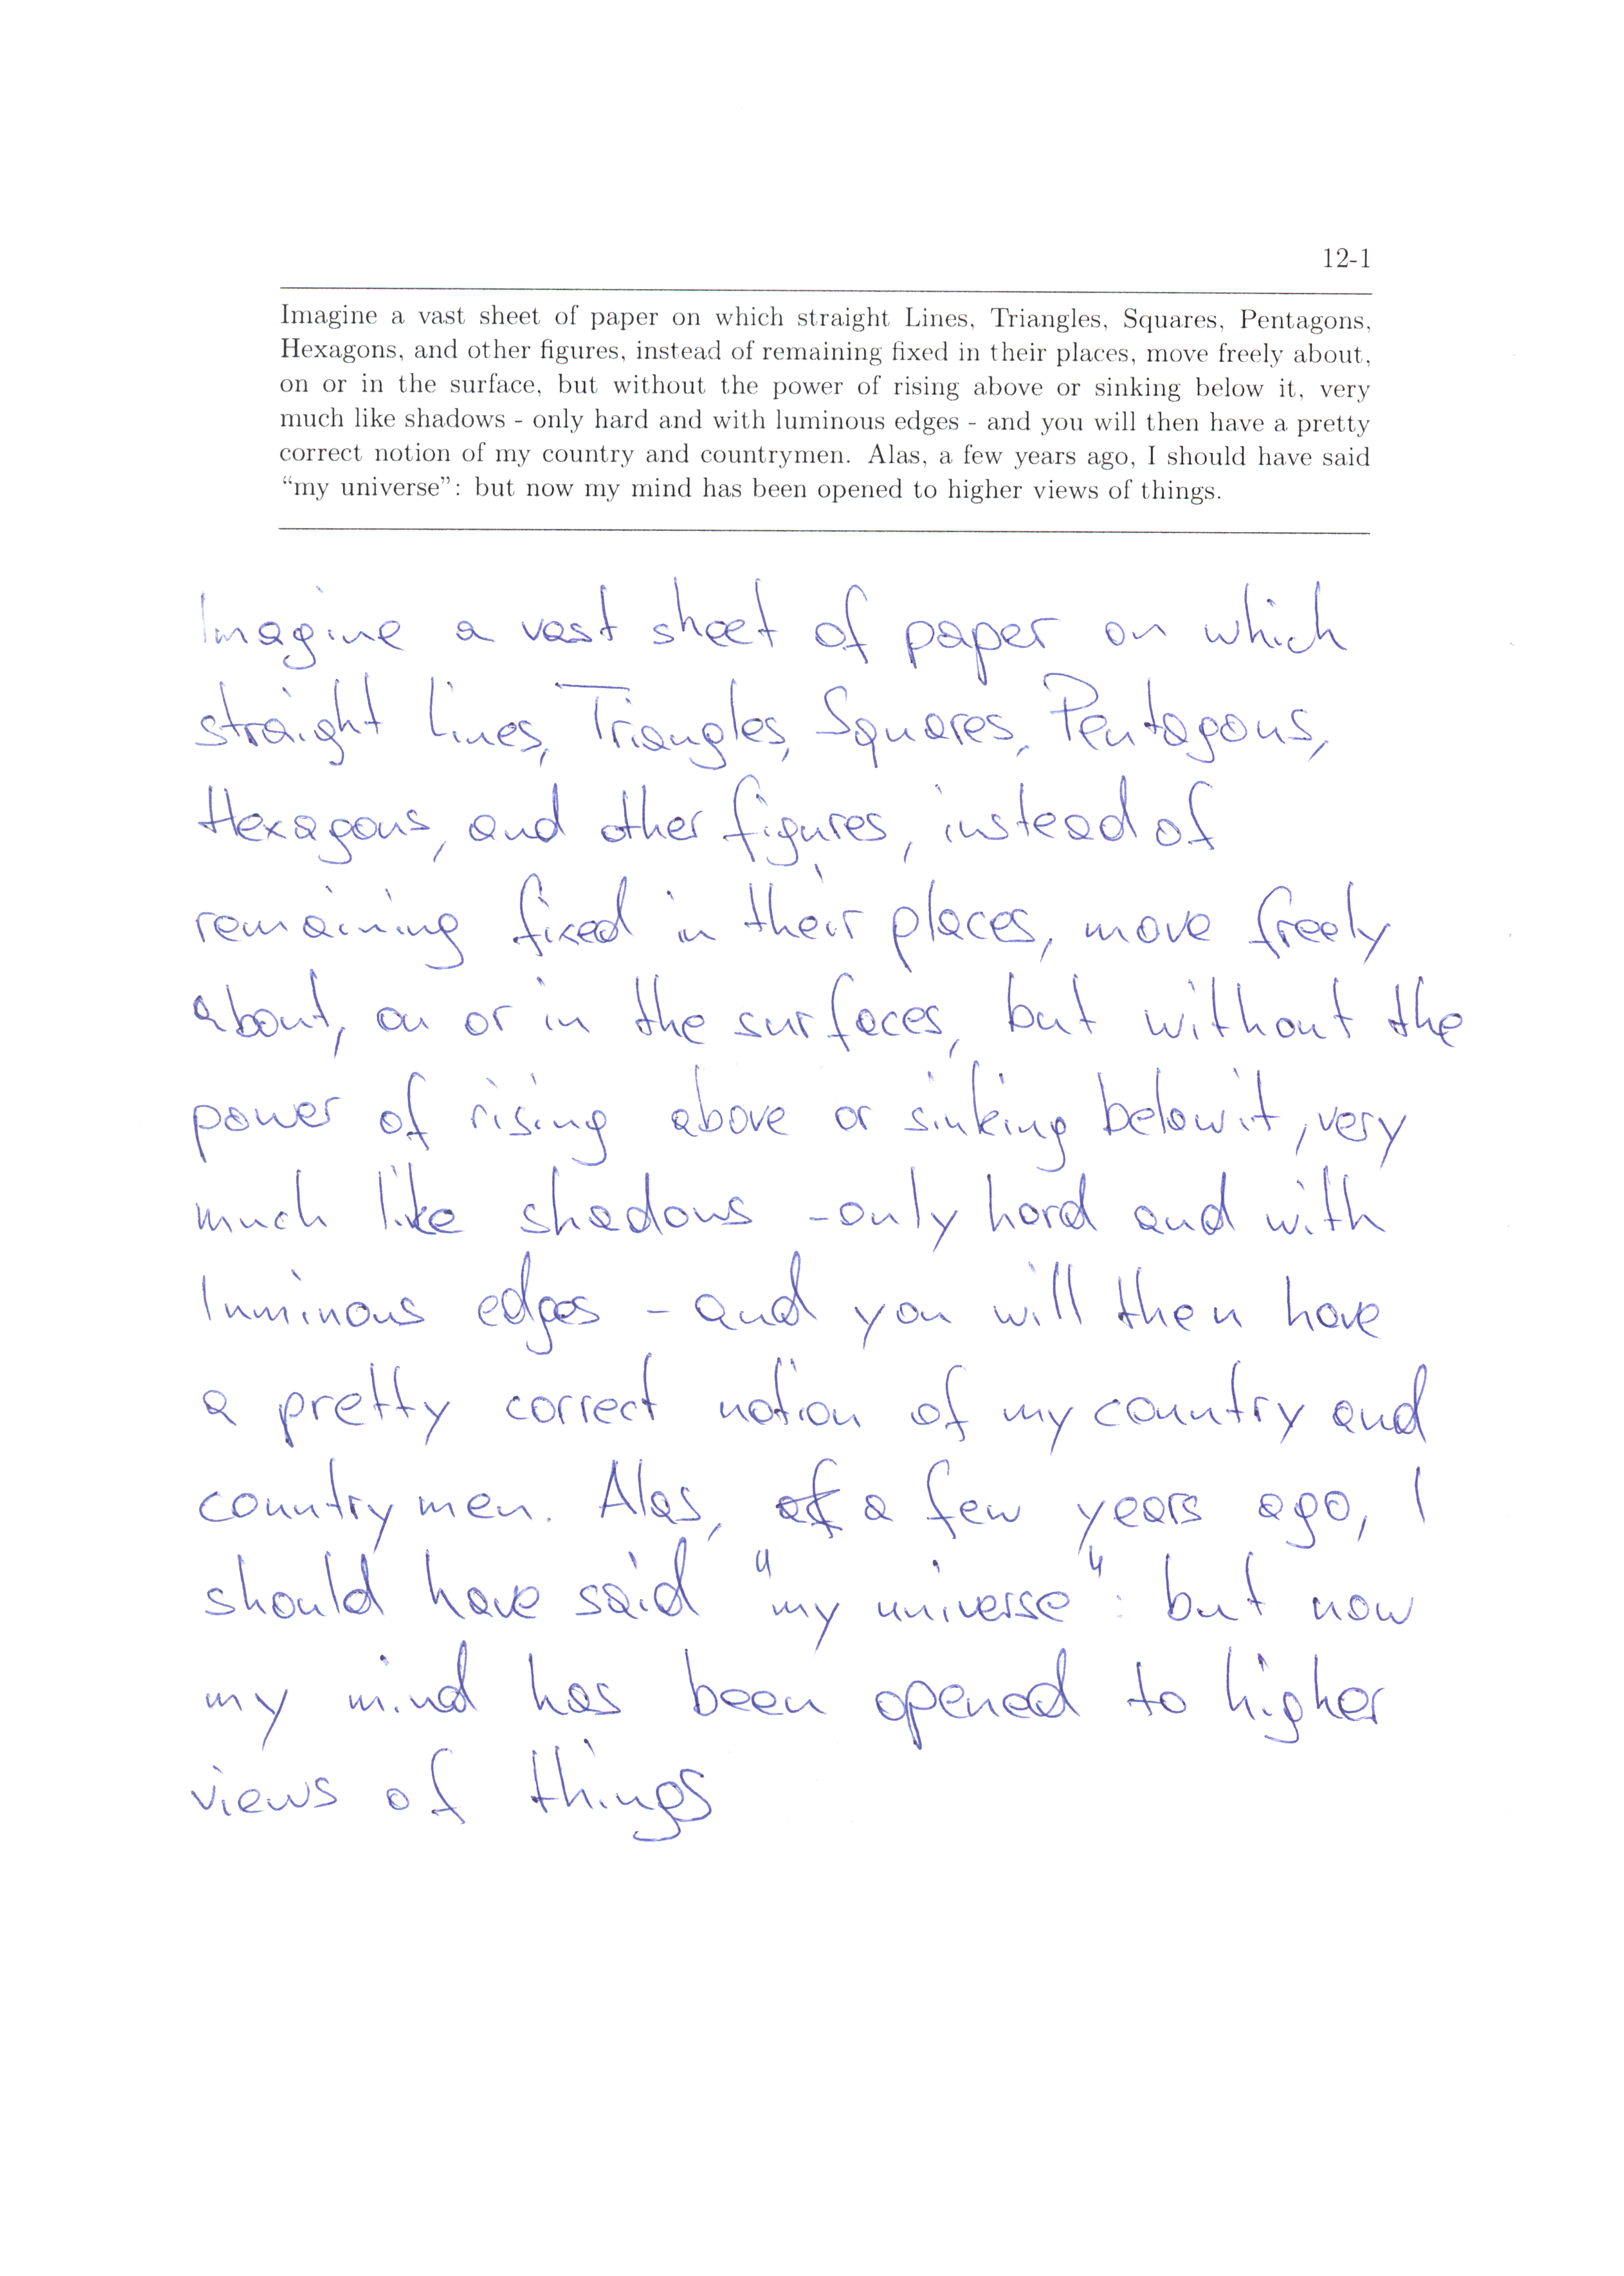 12-1
Imagine a vast sheet of paper on which straight Lines, Triangles, Squares, Pentagons,
Hexagons, and other figures, instead of remaining fixed in their places, move freely about,
on or in the surface, but without the power of rising above or sinking below it, very
much like shadows - only hard and with luminous edges - and you will then have a pretty
correct notion of my country and countrymen. Alas, a few years ago, I should have said
“my universe”: but now my mind has been opened to higher views of things.
Imagine a vast sheet of paper on which
straight lines, Triangles, Squares, Pentagons,
Hexagons, and other figures, instead of
remaining fixed in their places, move freely
about, on or in the surfaces, but without the
power of rising above or sinking below it, very
much like shadows - only hard and with
luminous edges - and you will then have
a pretty correct notion of my country and
countrymen. Alas, a few years ago, I
should have said "my universe": but now
my mind has been opened to higher
views of things